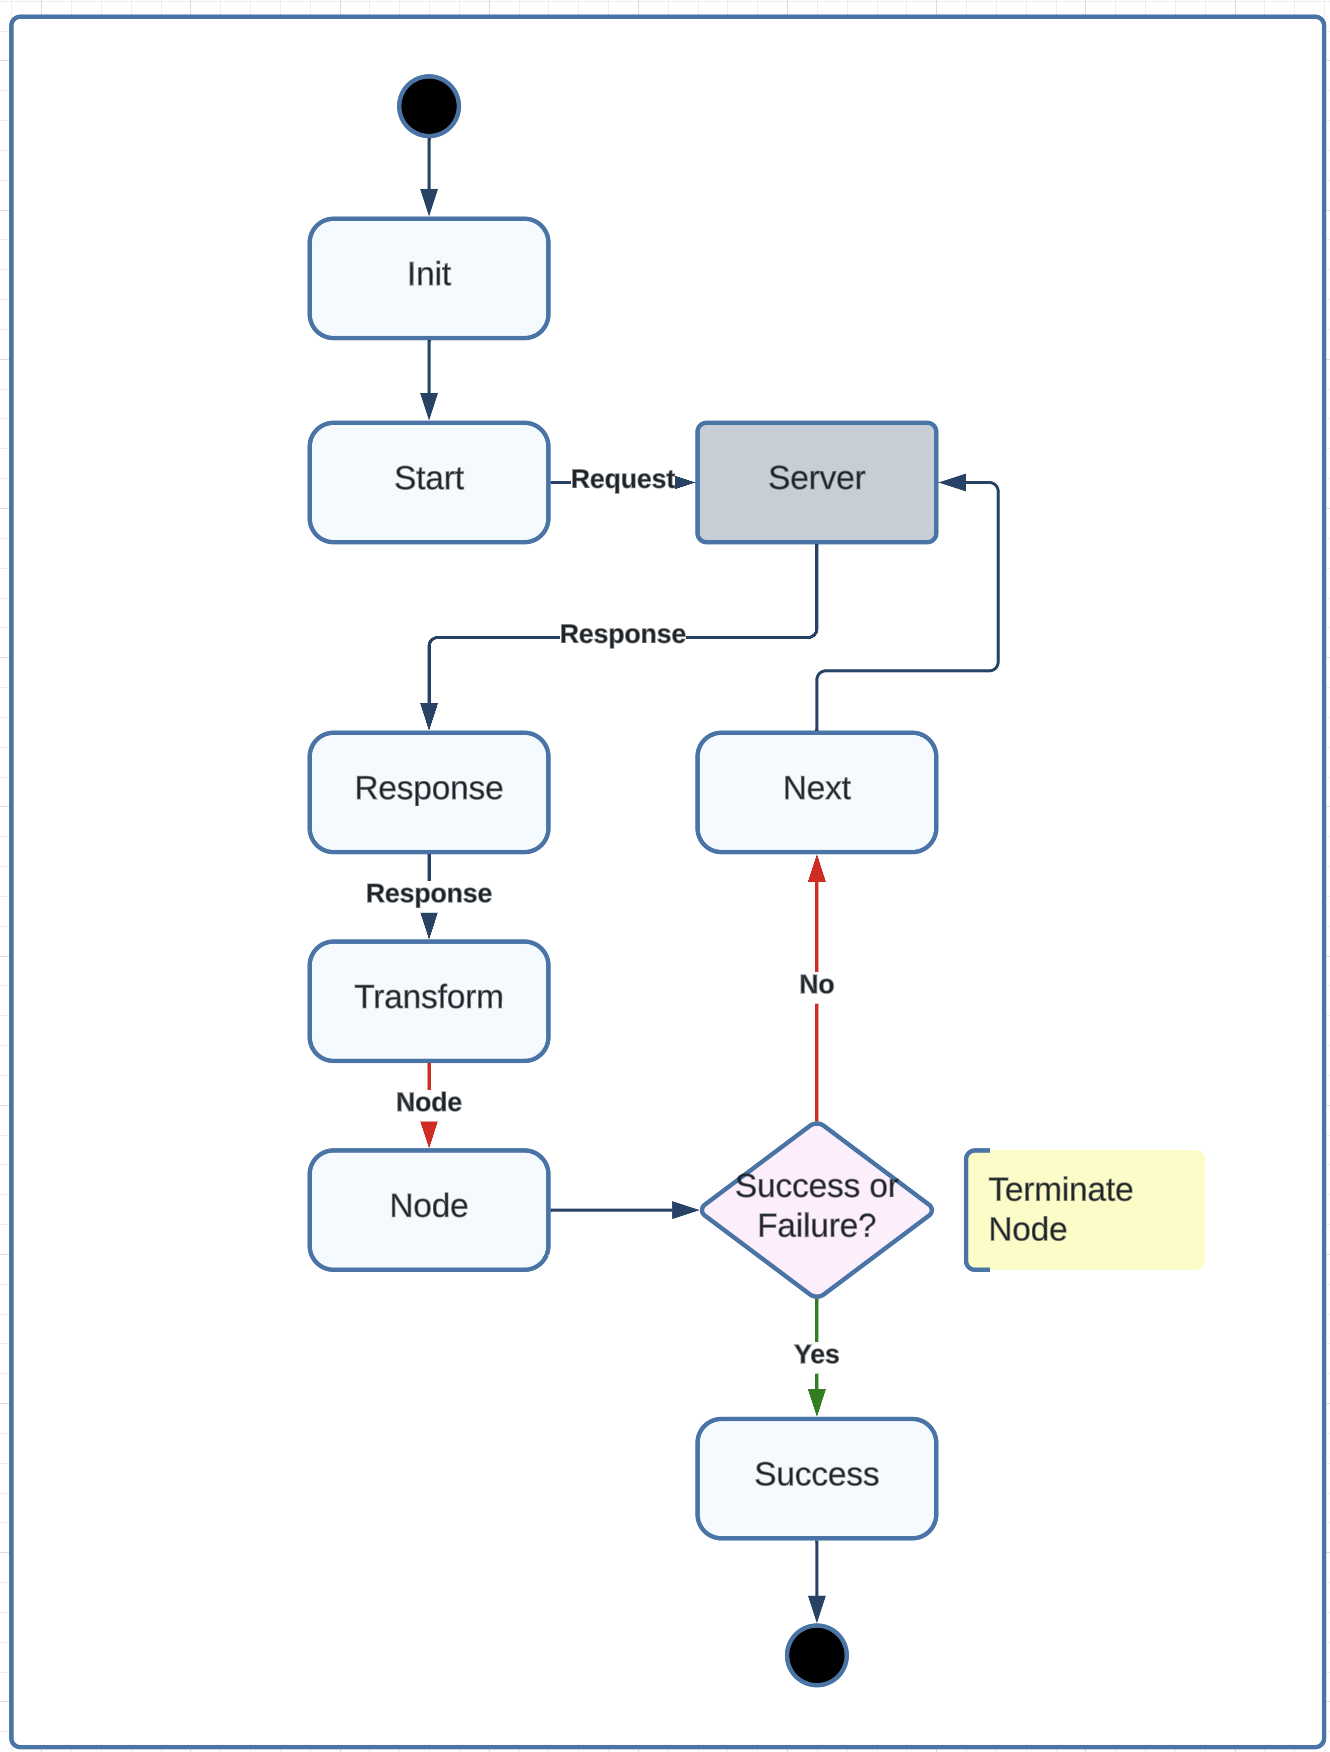 Init
Start
Request
Server
Response
Response
Next
Response
Transform
No
Node
Node
Success or
Failure?
Terminate
Node
Yes
Success